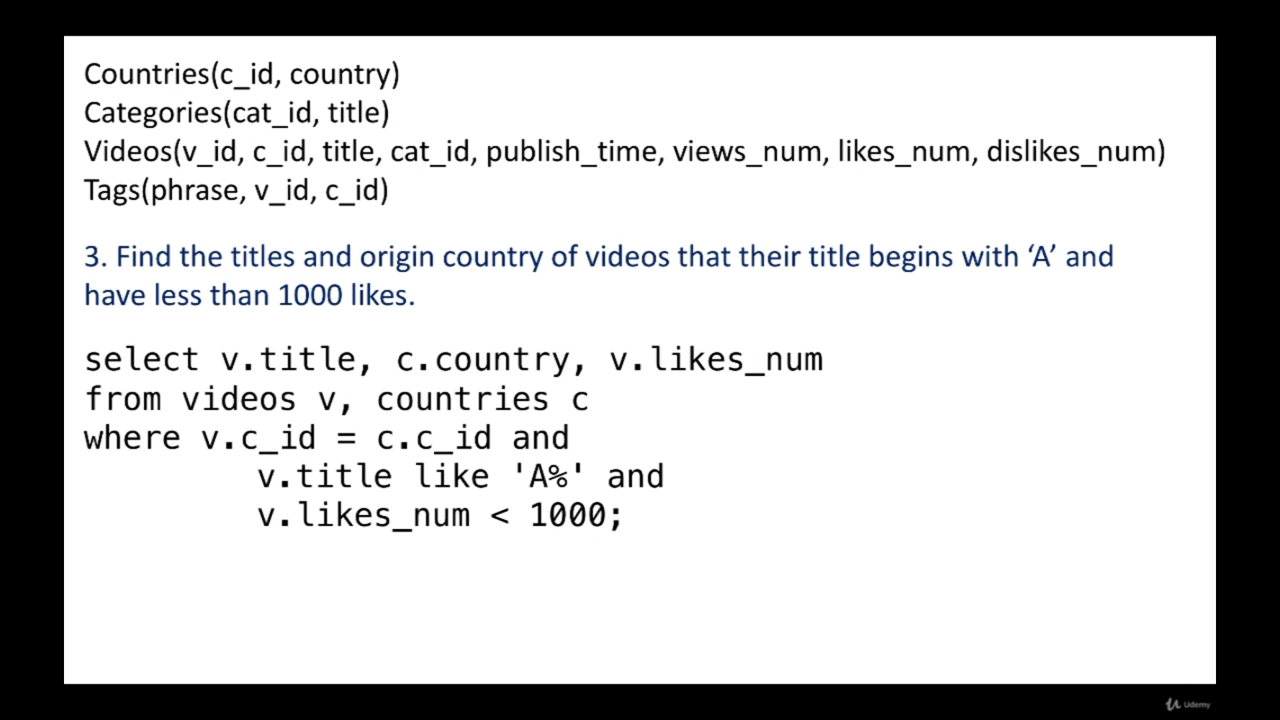 Countries(c_id, country)
Categories(cat_id, title)
Videos(v_id, c_id, title, cat_id, publish_time, views_num, likes_num, dislikes_num)
Tags(phrase, v_id, c_id)
3. Find the titles and origin country of videos that their title begins with ‘A’ and
have less than 1000 likes.
select v.title, c.country, v.likes_num
from videos v, countries c
where v.c_id = c.c_id and
v.title like 'A%' and
v.likes_num < 1000;
Udemy